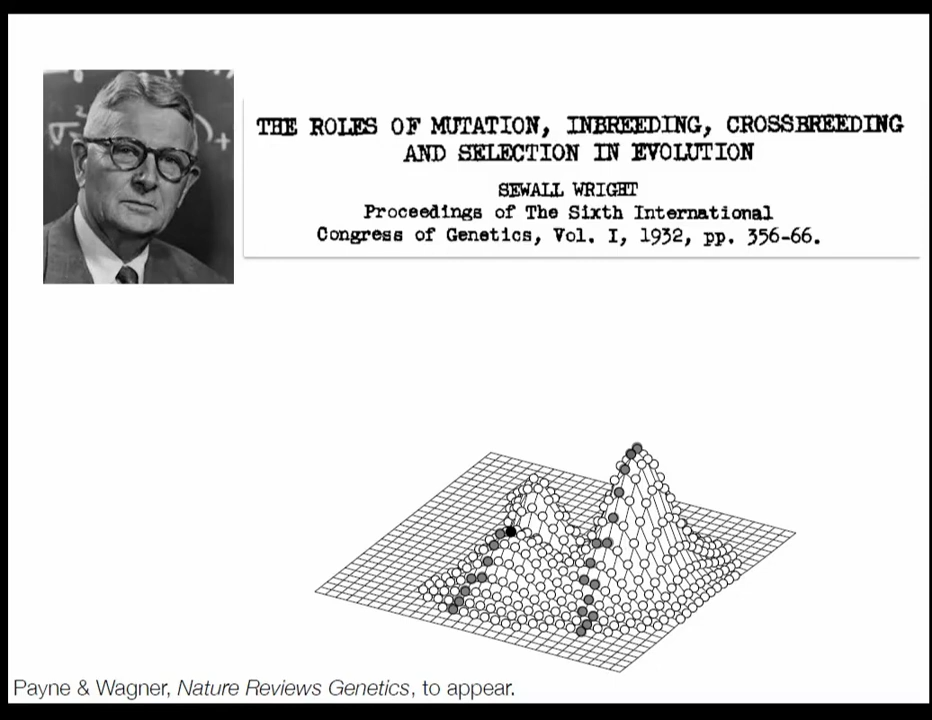 THE ROLES OF MUTATION, INBREEDING, CROSSBREEDING
AND SELECTION IN EVOLUTION
SEWALL WRIGHT
Proceedings of The Sixth International
Congress of Genetics, Vol. I, 1932, pp. 356-66.
Payne & Wagner, Nature Reviews Genetics, to appear.